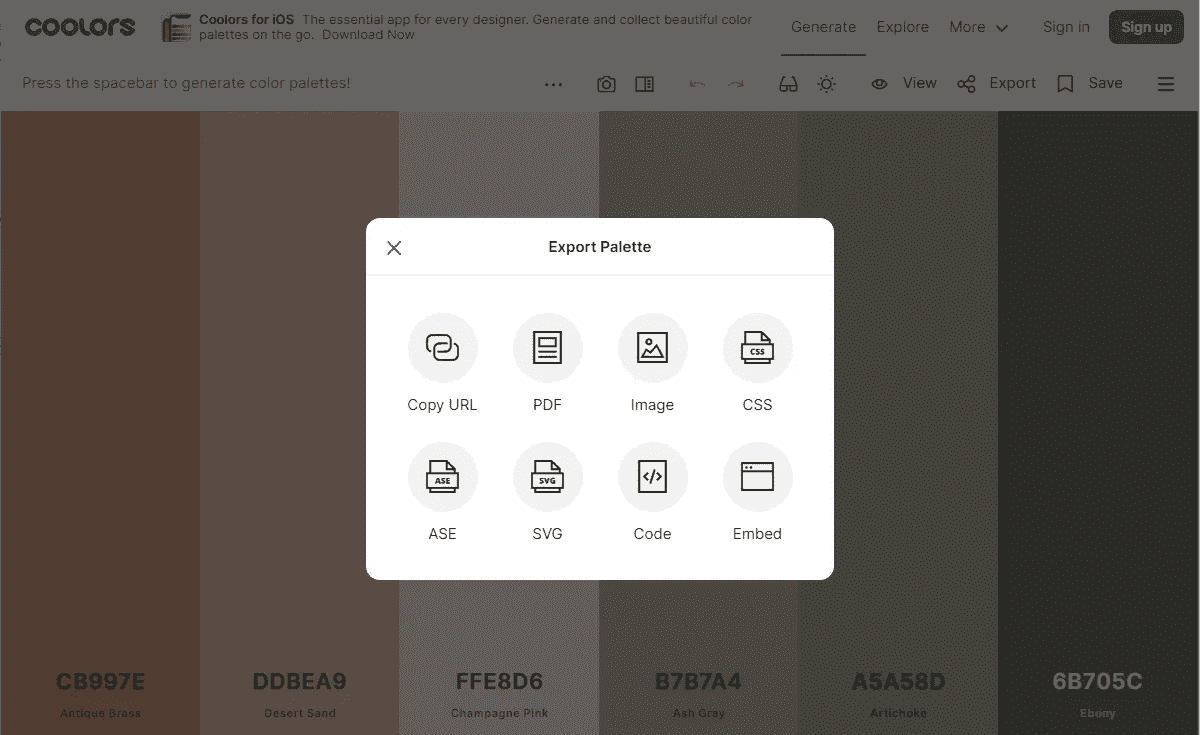 coolors
Coolors for iOS The essential app for every designer. Generate and collect beautiful color
palettes on the go. Download Now
Generate Explore More Sign in Sign up
Press the spacebar to generate color palettes!
View Export Save
Export Palette
Copy URL PDF Image CSS
CSS
ASE SVG
ASE SVG Code Embed
CB997E DDBEA9 FFE8D6 B7B7A4 A5A58D 6B705C
Antique Brass Desert Sand Champagne Pink Ash Gray Artichoke Ebony